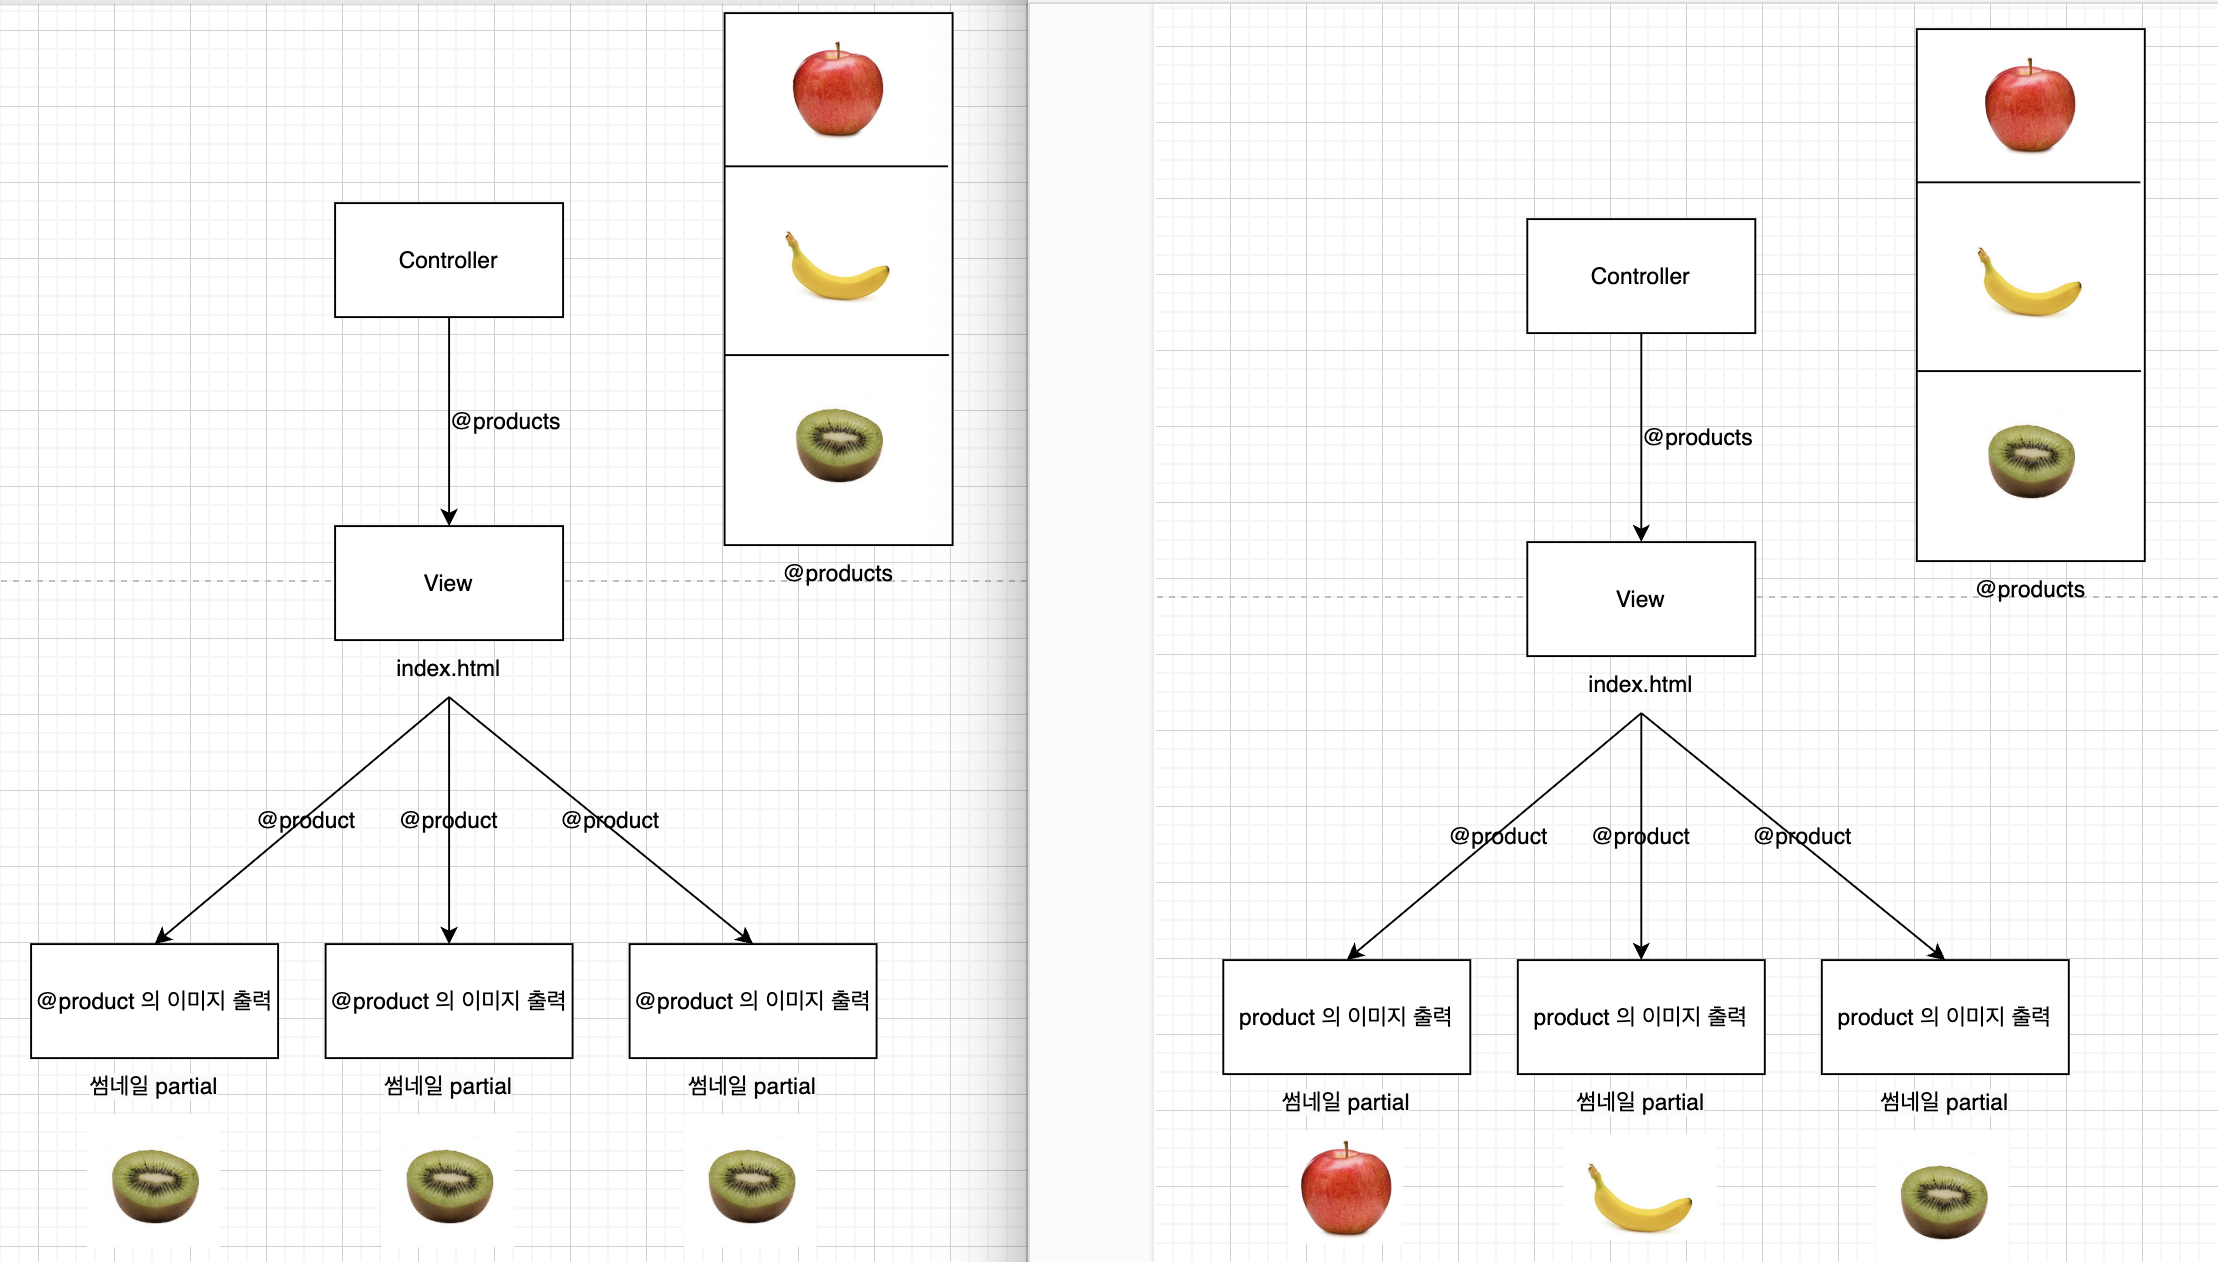 Controller
@products
@products
View
index.html
@product
@product
@product
@product 의 이미지 출력
@product 의 이미지 출력
@product 의 이미지 출력
썸네일 partial
썸네일 partial
썸네일 partial
Controller
@products
@products
View
index.html
@product
@product
@product
product 의 이미지 출력
product 의 이미지 출력
product 의 이미지 출력
썸네일 partial
썸네일 partial
썸네일 partial